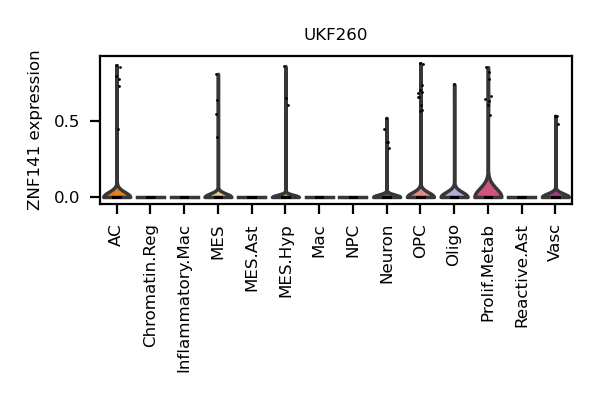 UKF260
ZNF141 expression
0.5
0.0
AC
Chromatin.Reg
Inflammatory.Mac
MES
MES.Ast
MES.Hyp
Mac
NPC
Neuron
OPC
Oligo
Prolif.Metab
Reactive.Ast
Vasc